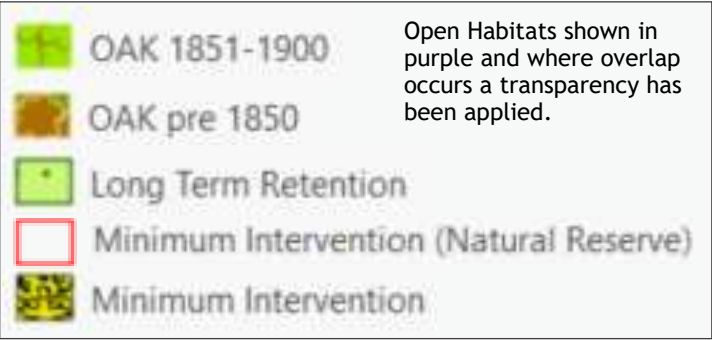 OAK 1851-1900
OAK pre 1850
Long Term Retention
Minimum Intervention (Natural Reserve)
Minimum Intervention
Open Habitats shown in
purple and where overlap
occurs a transparency has
been applied.